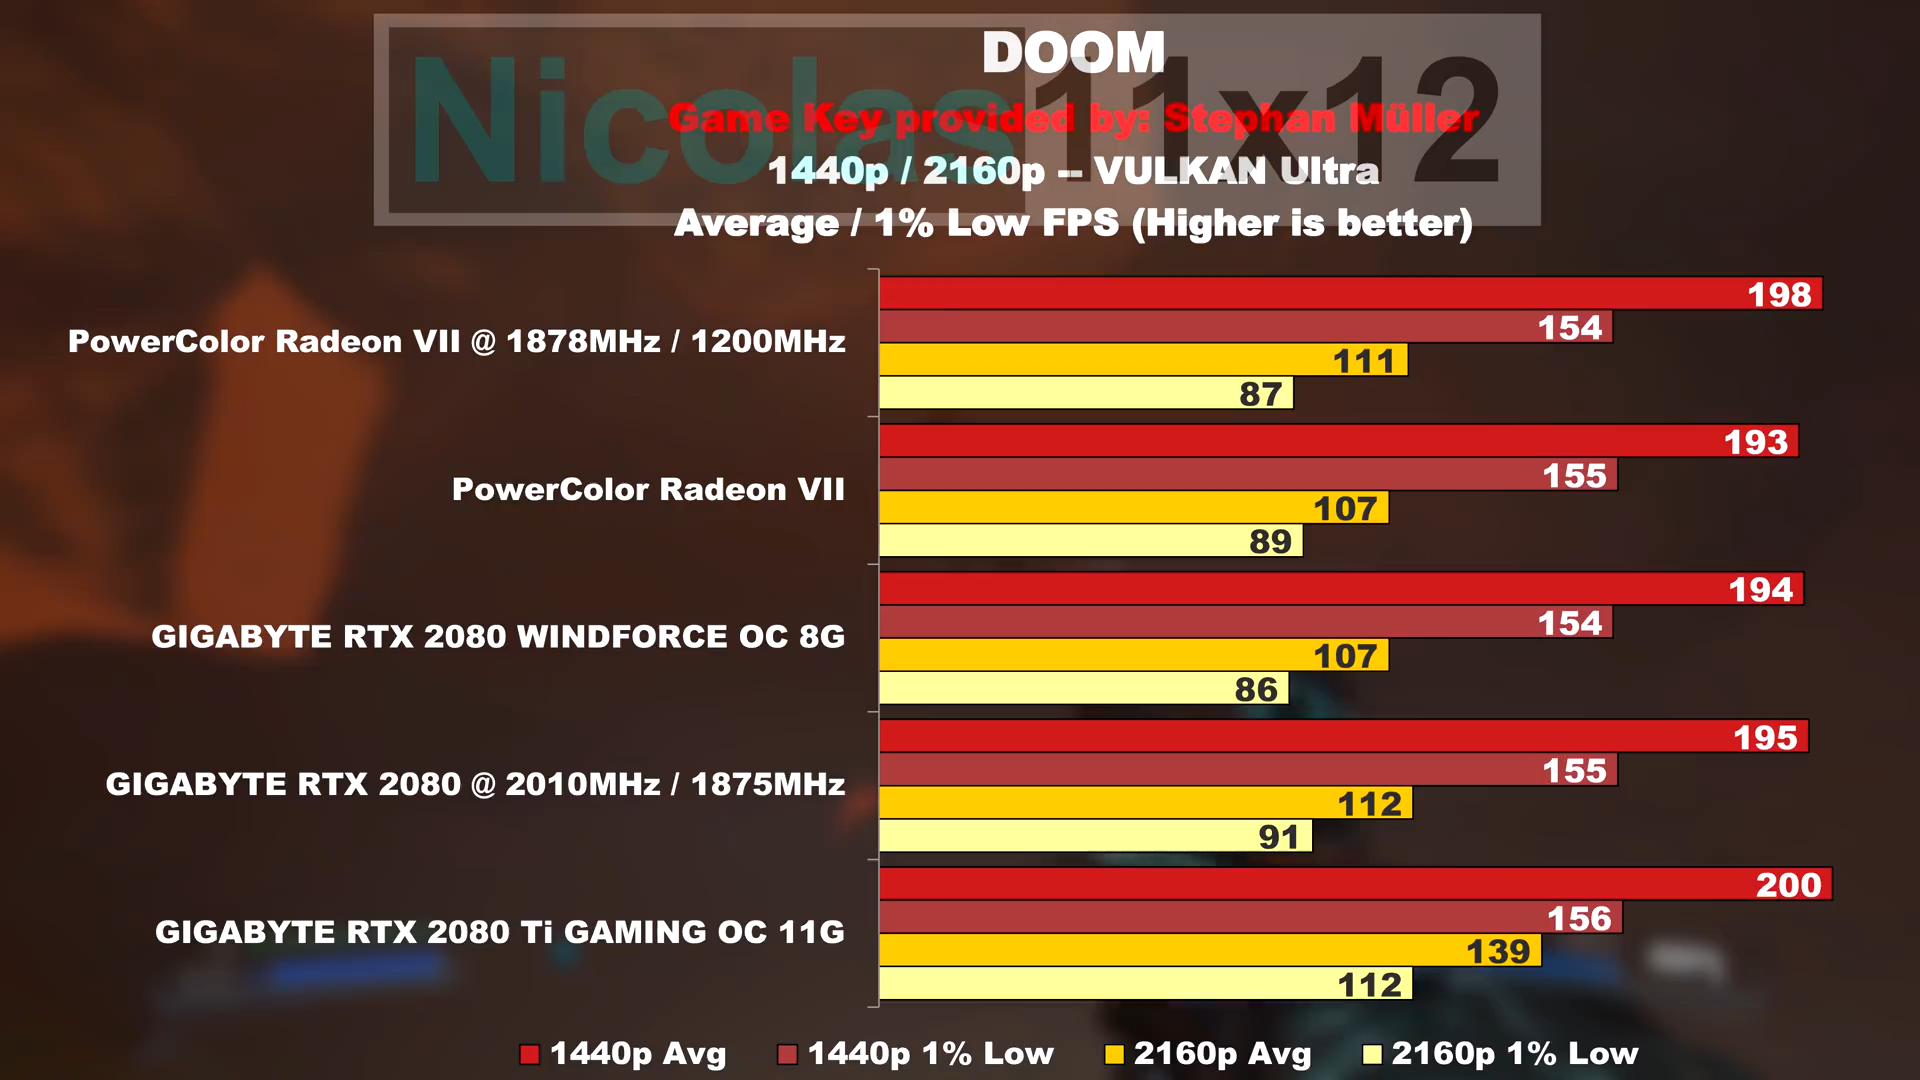 Nicolas11x12
DOOM
Game Key provided by: Stephan Müller
1440p / 2160p -- VULKAN Ultra
Average / 1% Low FPS (Higher is better)
PowerColor Radeon VII @ 1878MHz / 1200MHz
198
154
111
87
PowerColor Radeon VII
193
155
107
89
GIGABYTE RTX 2080 WINDFORCE OC 8G
194
154
107
86
GIGABYTE RTX 2080 @ 2010MHz / 1875MHz
195
155
112
91
GIGABYTE RTX 2080 Ti GAMING OC 11G
200
156
139
112
1440p Avg 1440p 1% Low 2160p Avg 2160p 1% Low